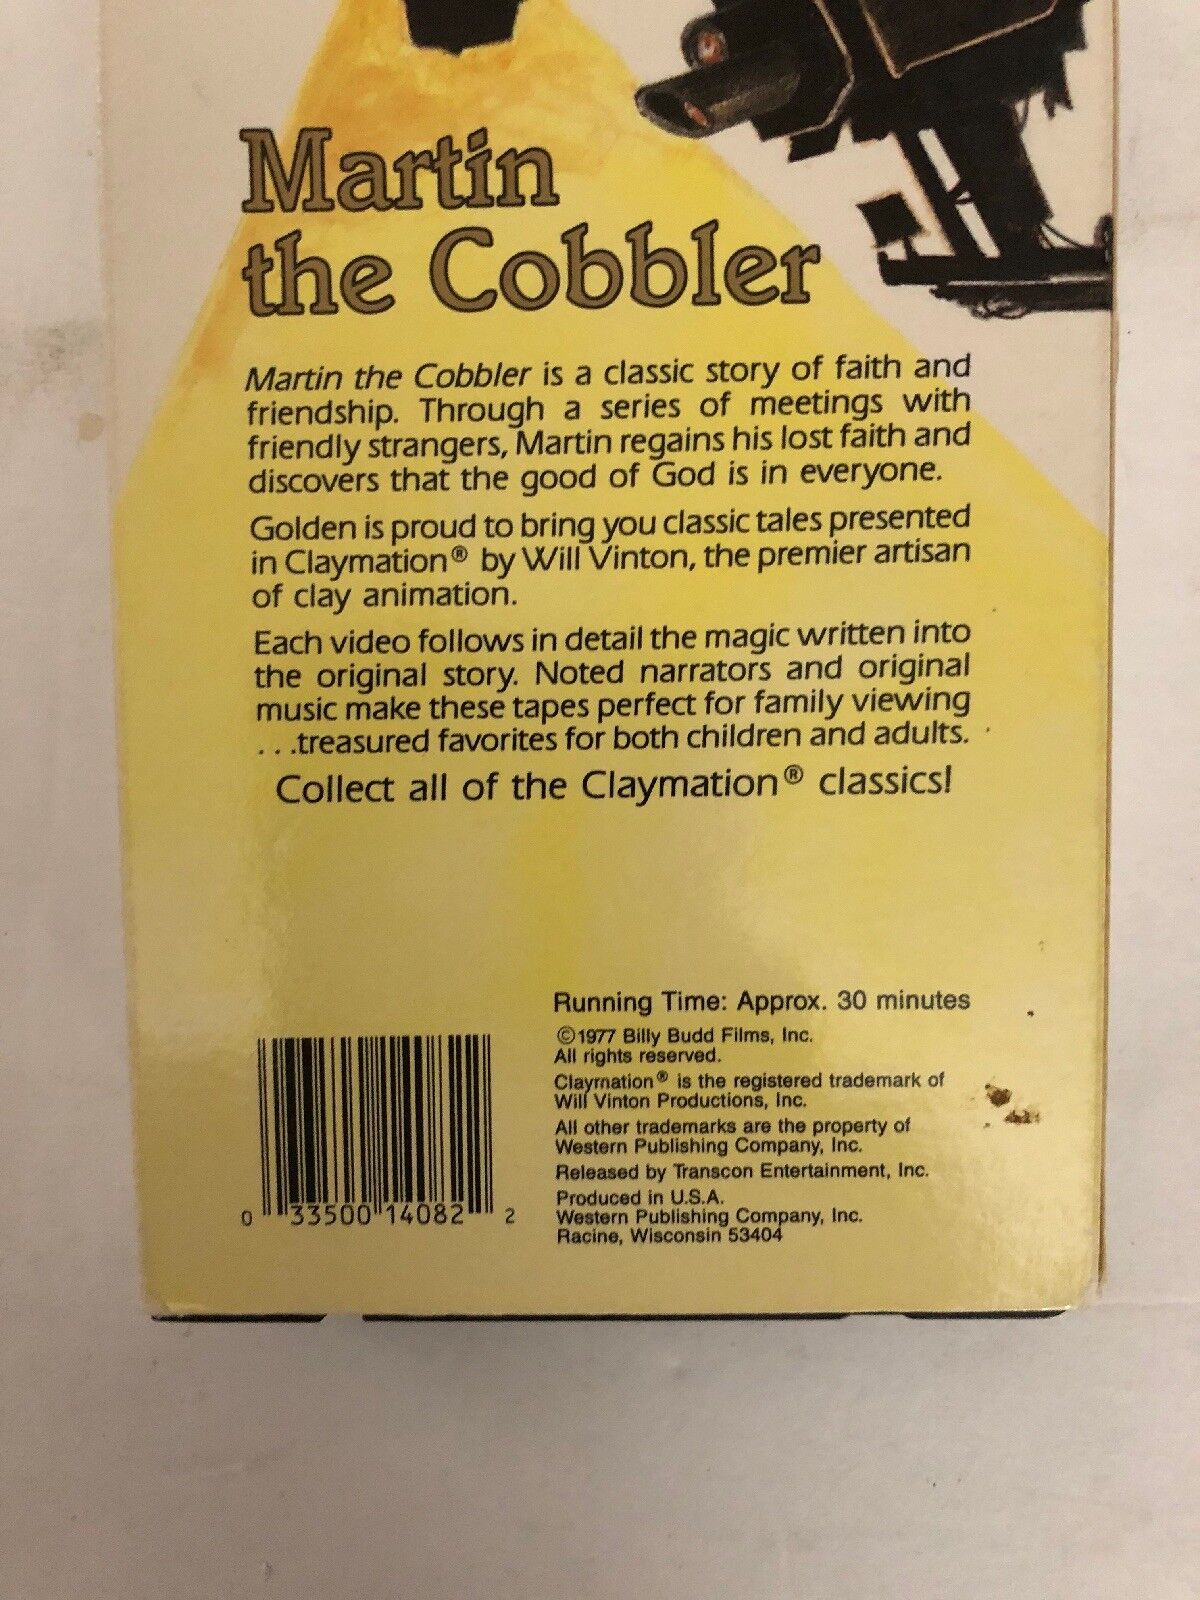 Martin
the Cobbler
Martin the Cobbler is a classic story of faith and
friendship. Through a series of meetings with
friendly strangers, Martin regains his lost faith and
discovers that the good of God is in everyone.
Golden is proud to bring you classic tales presented
in Claymation® by Will Vinton, the premier artisan
of clay animation.
Each video follows in detail the magic written into
the original story. Noted narrators and original
music make these tapes perfect for family viewing
. . .treasured favorites for both children and adults.
Collect all of the Claymation® classics!
Running Time: Approx. 30 minutes
©1977 Billy Budd Films, Inc.
All rights reserved.
Claymation® is the registered trademark of
Will Vinton Productions, Inc.
All other trademarks are the property of
Western Publishing Company, Inc.
Released by Transcon Entertainment, Inc.
Produced in U.S.A.
Western Publishing Company, Inc.
Racine, Wisconsin 53404
0 33500 14082 2